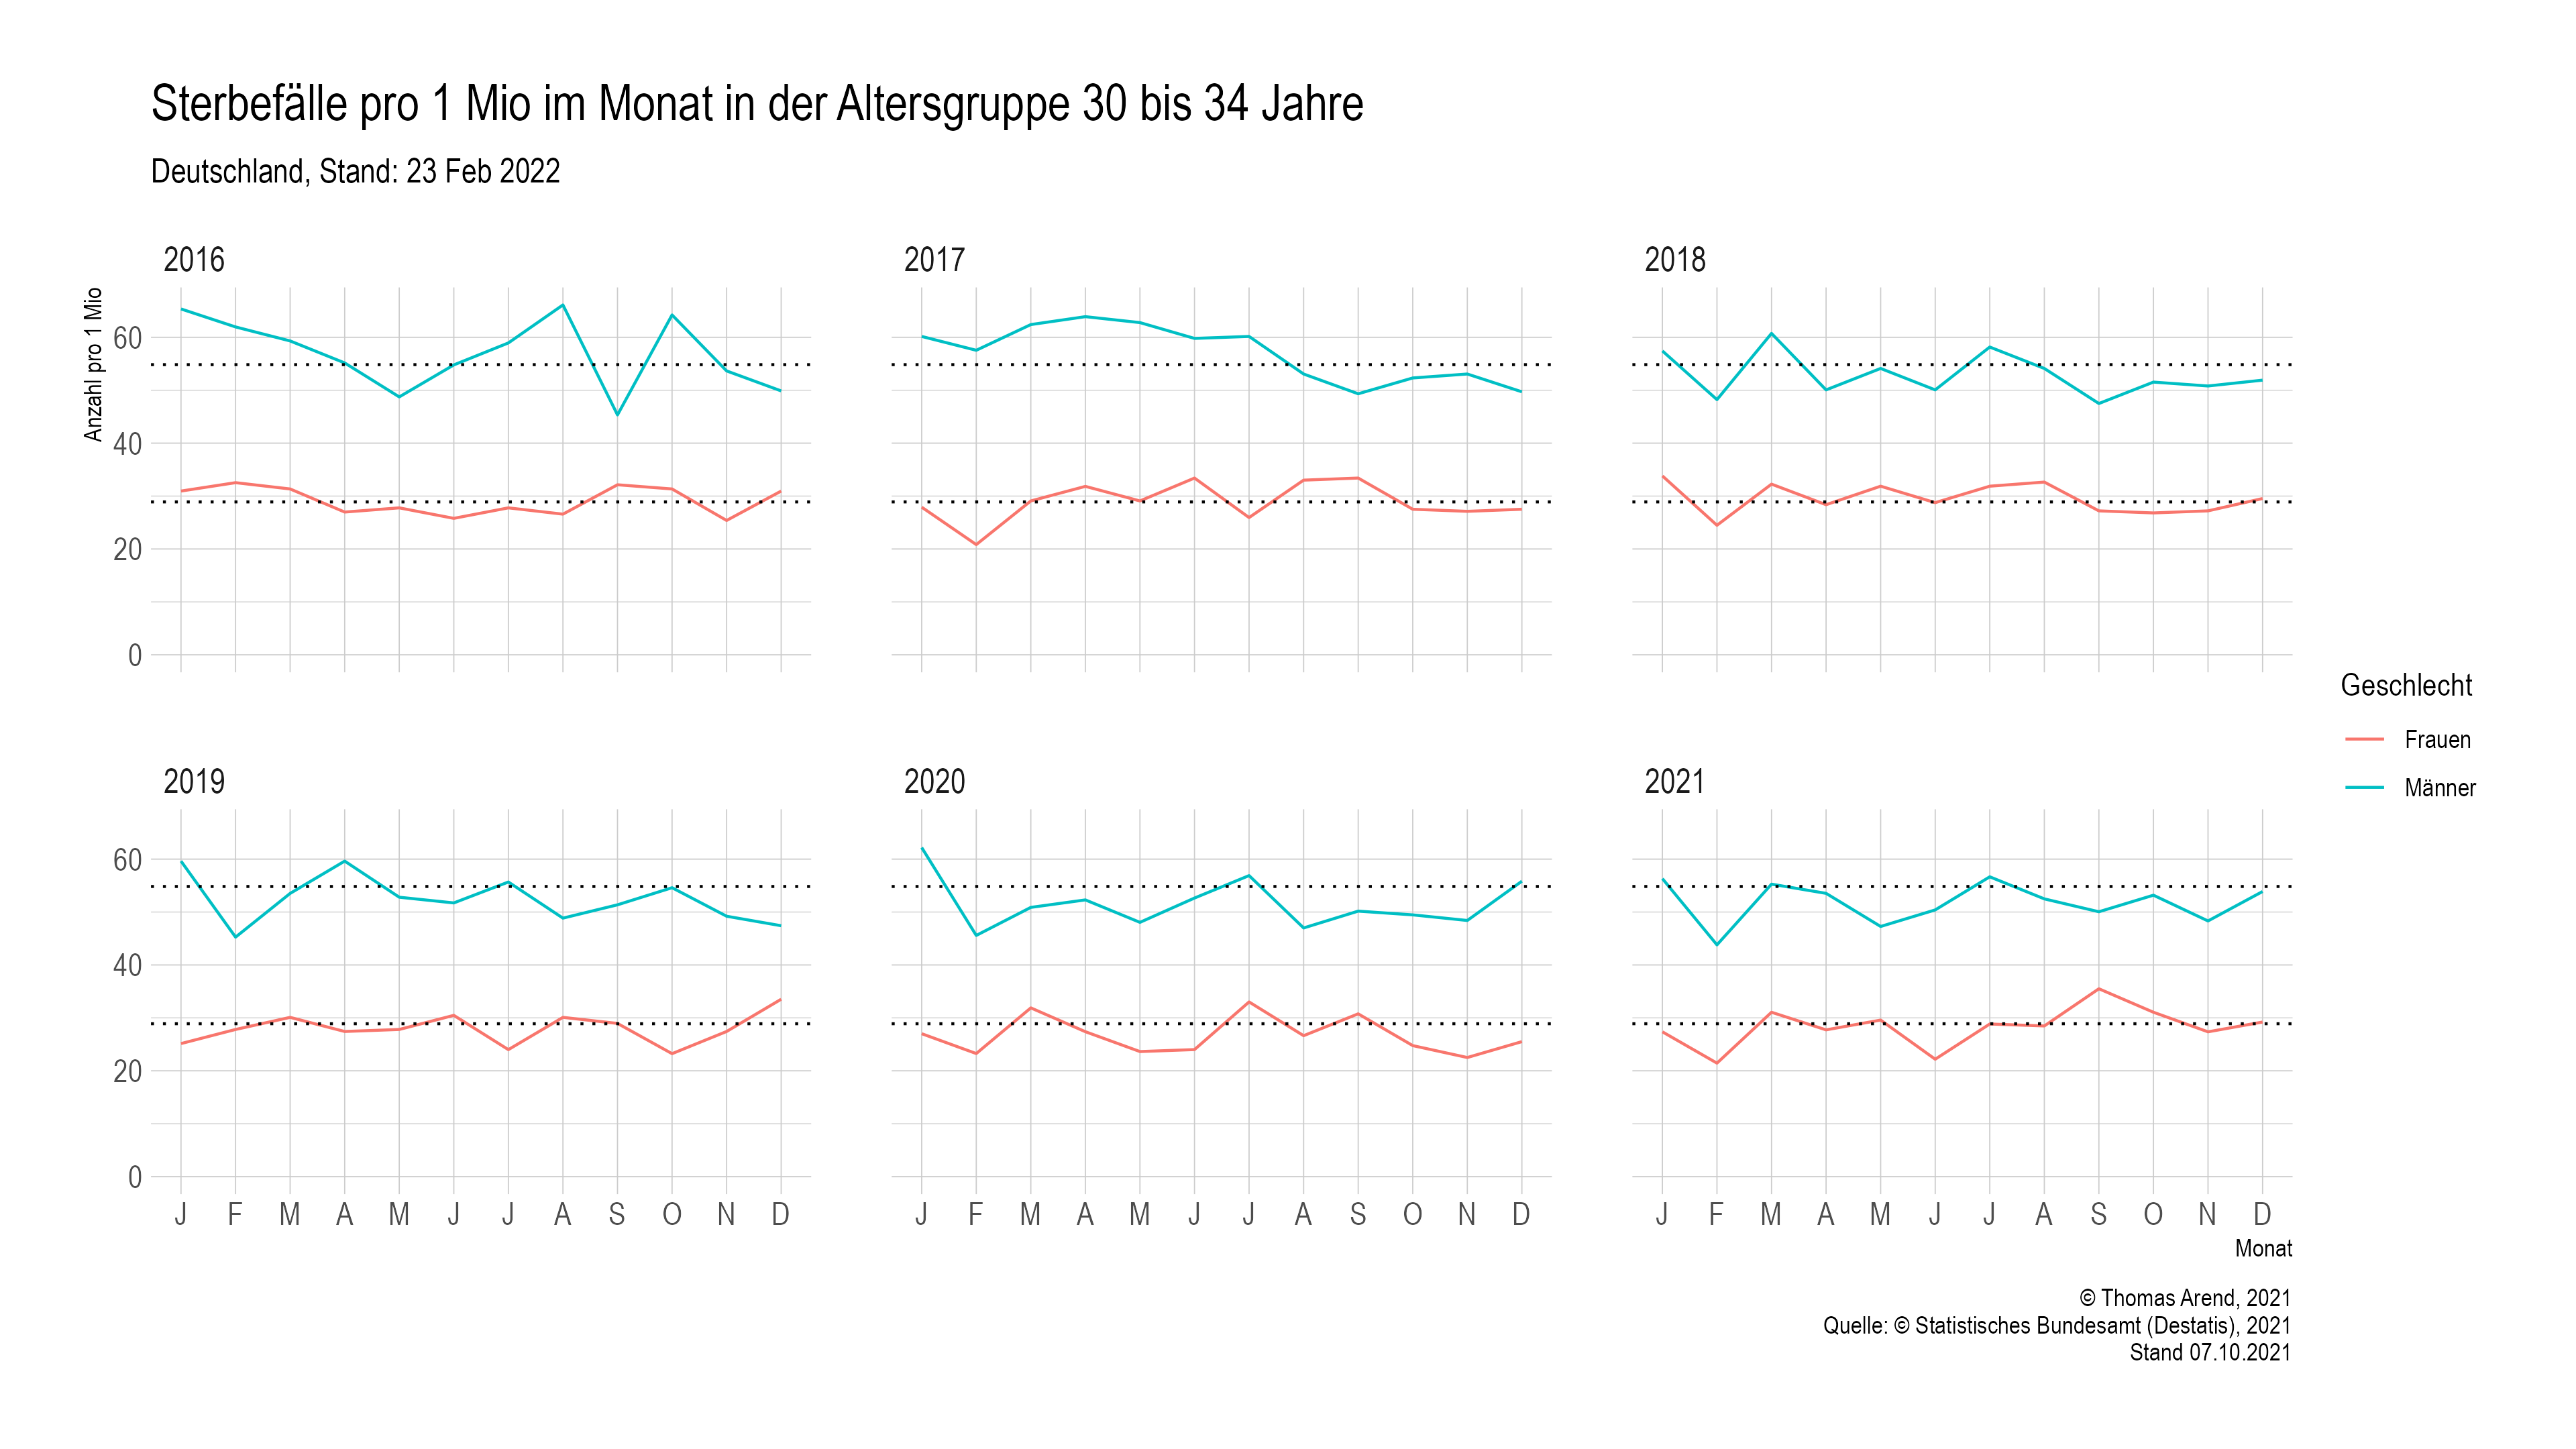 Sterbefälle pro 1 Mio im Monat in der Altersgruppe 30 bis 34 Jahre
Deutschland, Stand: 23 Feb 2022
2016
2017
2018
Anzahl pro 1 Mio
60
40
20
0
Geschlecht
Frauen
Männer
2019
2020
2021
60
40
20
0
J F M A M J J A S O N D
J F M A M J J A S O N D
J F M A M J J A S O N D
Monat
© Thomas Arend, 2021
Quelle: © Statistisches Bundesamt (Destatis), 2021
Stand 07.10.2021